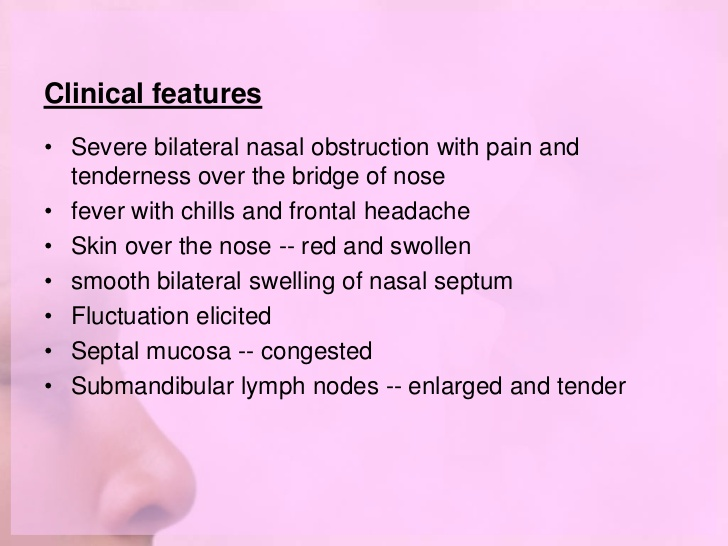 Clinical features
• Severe bilateral nasal obstruction with pain and
tenderness over the bridge of nose
• fever with chills and frontal headache
• Skin over the nose -- red and swollen
• smooth bilateral swelling of nasal septum
• Fluctuation elicited
• Septal mucosa -- congested
• Submandibular lymph nodes -- enlarged and tender